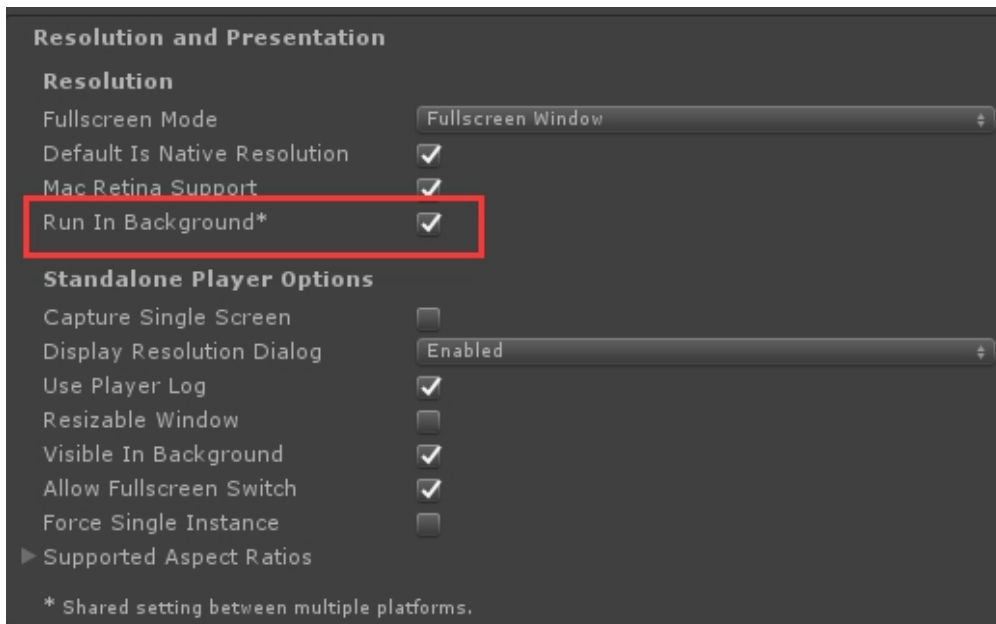 Resolution and Presentation
Resolution
Fullscreen Mode Fullscreen Window
Default Is Native Resolution
Mac Retina Support
Run In Background*
Standalone Player Options
Capture Single Screen
Display Resolution Dialog Enabled
Use Player Log
Resizable Window
Visible In Background
Allow Fullscreen Switch
Force Single Instance
Supported Aspect Ratios
* Shared setting between multiple platforms.